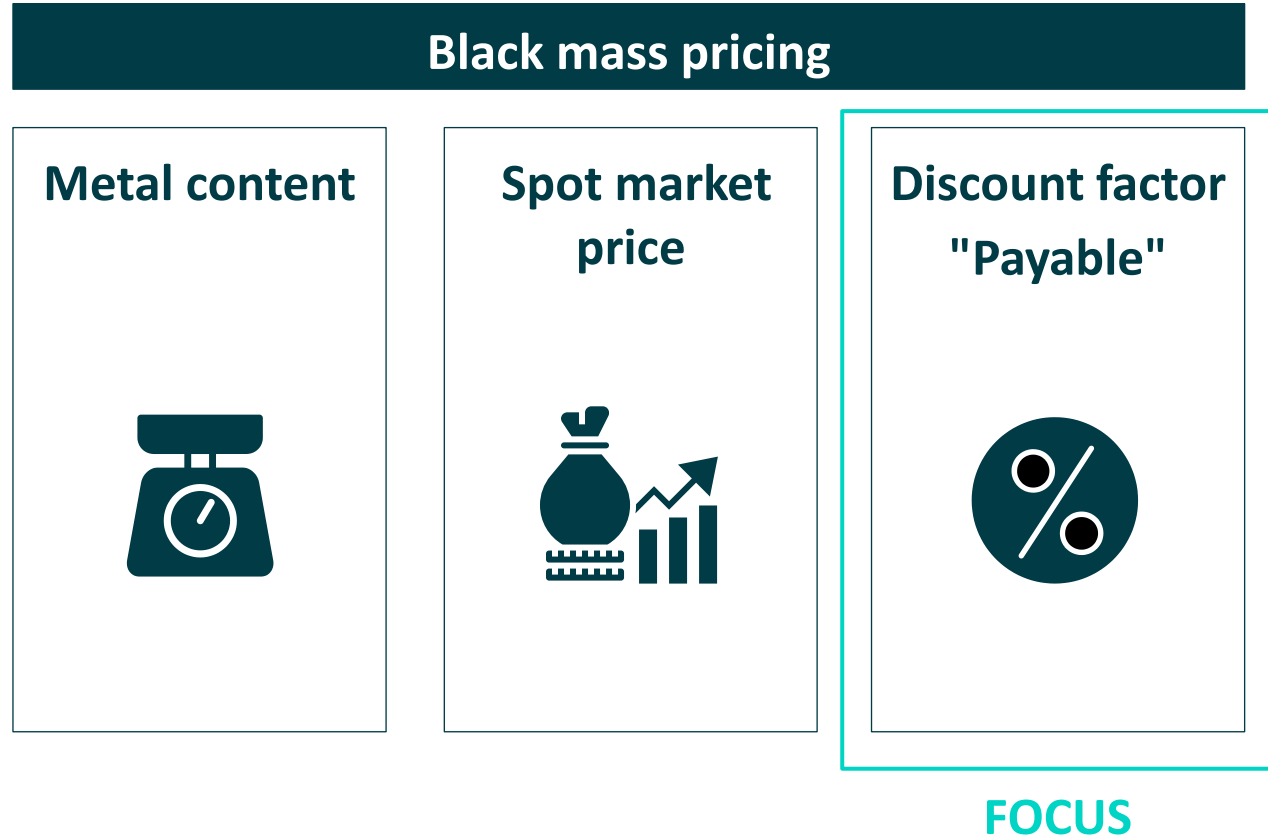 Black mass pricing
Metal content
Spot market
price
Discount factor
"Payable"
FOCUS